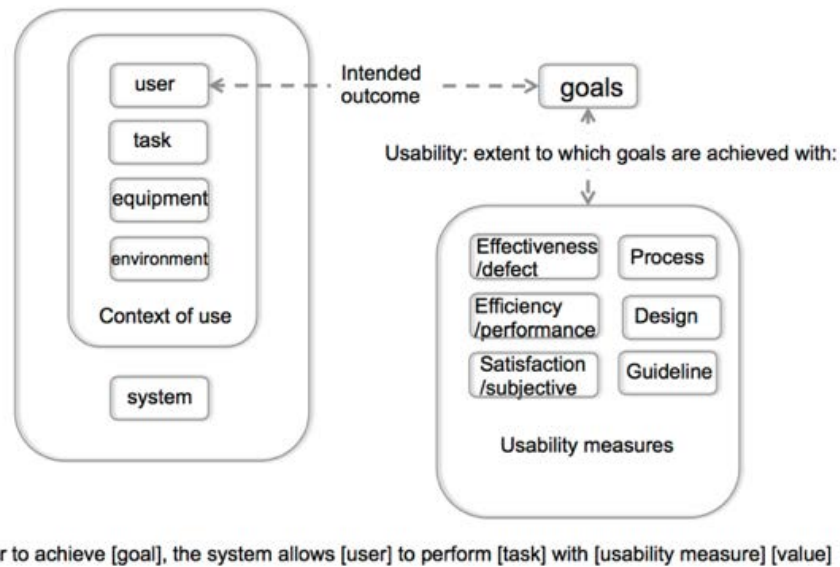 user
task
equipment
environment
Context of use
system
Intended
outcome
goals
Usability: extent to which goals are achieved with:
Effectiveness
/defect
Process
Efficiency
/performance
Design
Satisfaction
/subjective
Guideline
Usability measures
r to achieve [goal], the system allows [user] to perform [task] with [usability measure] [value]